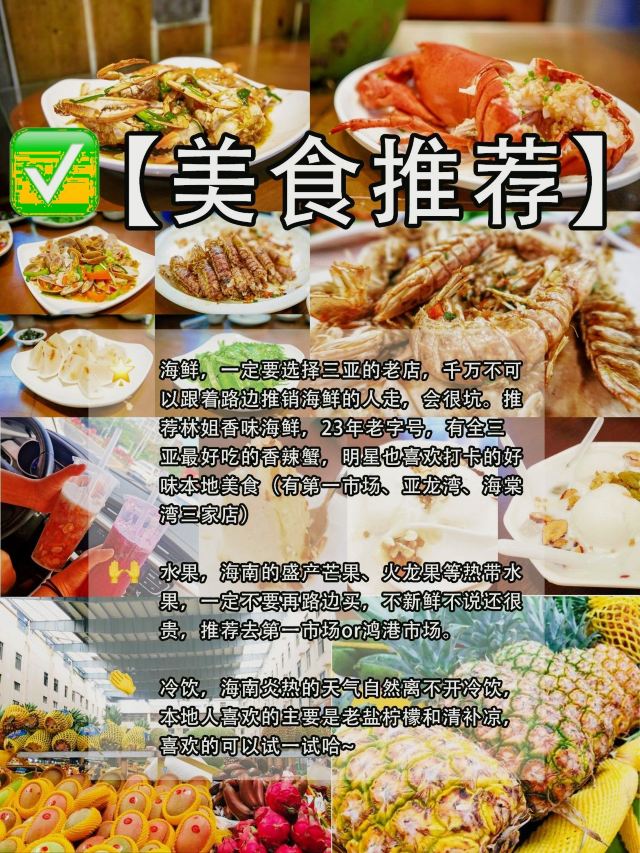 【美食推荐】
海鲜，一定要选择三亚的老店，千万不可
以跟着路边推销海鲜的人走，会很坑。推
荐林姐香味海鲜，23年老字号，有全三
亚最好吃的香辣蟹，明星也喜欢打卡的好
味本地美食（有第一市场、亚龙湾、海棠
湾三家店）
水果，海南的盛产芒果、火龙果等热带水
果，一定不要再路边买，不新鲜不说还很
贵，推荐去第一市场or鸿港市场。
冷饮，海南炎热的天气自然离不开冷饮，
本地人喜欢的主要是老盐柠檬和清补凉，
喜欢的可以试一试哈~